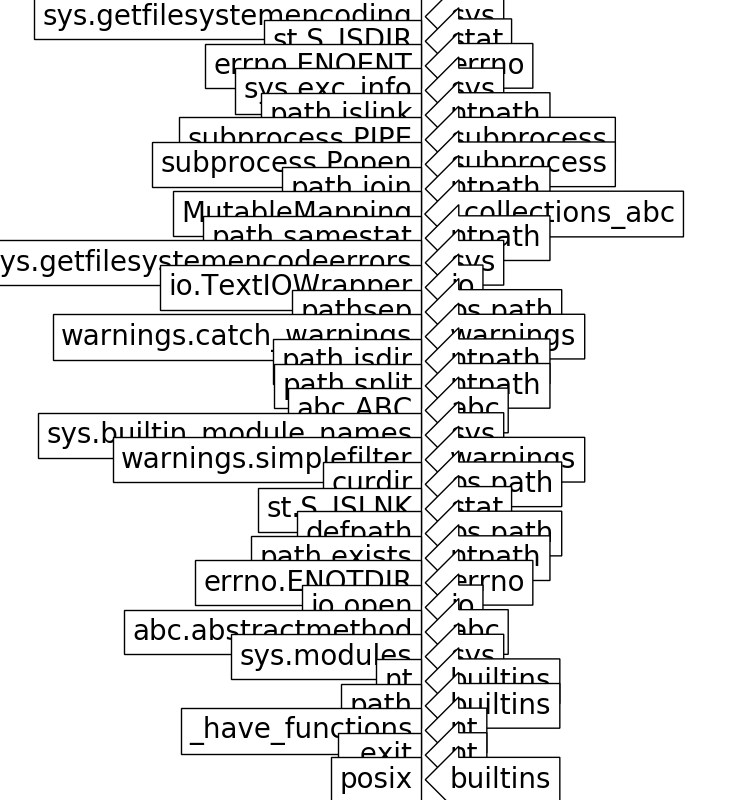 sys.getfilesystemencoding sys
st.S_ISDIR stat
errno.ENOENT errno
sys.exc_info sys
path.islink ntpath
subprocess.PIPE subprocess
subprocess.Popen subprocess
path.join ntpath
MutableMapping collections_abc
path.samestat ntpath
ys.getfilesystemencodeerrors sys
io.TextIOWrapper io
pathsep os.path
warnings.catch_warnings warnings
path.isdir ntpath
path.split ntpath
abc.ABC abc
sys.builtin_module_names sys
warnings.simplefilter warnings
curdir os.path
st.S_ISLNK stat
defpath os.path
path.exists ntpath
errno.ENOTDIR errno
io.open io
abc.abstractmethod abc
sys.modules sys
nt builtins
path builtins
_have_functions nt
_exit nt
posix builtins